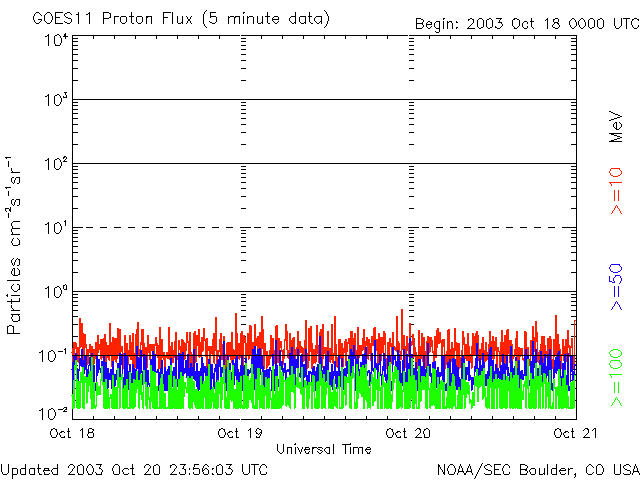 GOES11 Proton Flux (5 minute data)
Begin: 2003 Oct 18 0000 UTC
10⁴
10³
10²
10¹
10⁰
10⁻¹
10⁻²
Particles cm⁻²s⁻¹sr⁻¹
MeV
>=10
>=50
>=100
Oct 18
Oct 19
Oct 20
Oct 21
Universal Time
Updated 2003 Oct 20 23:56:03 UTC
NOAA/SEC Boulder, CO USA